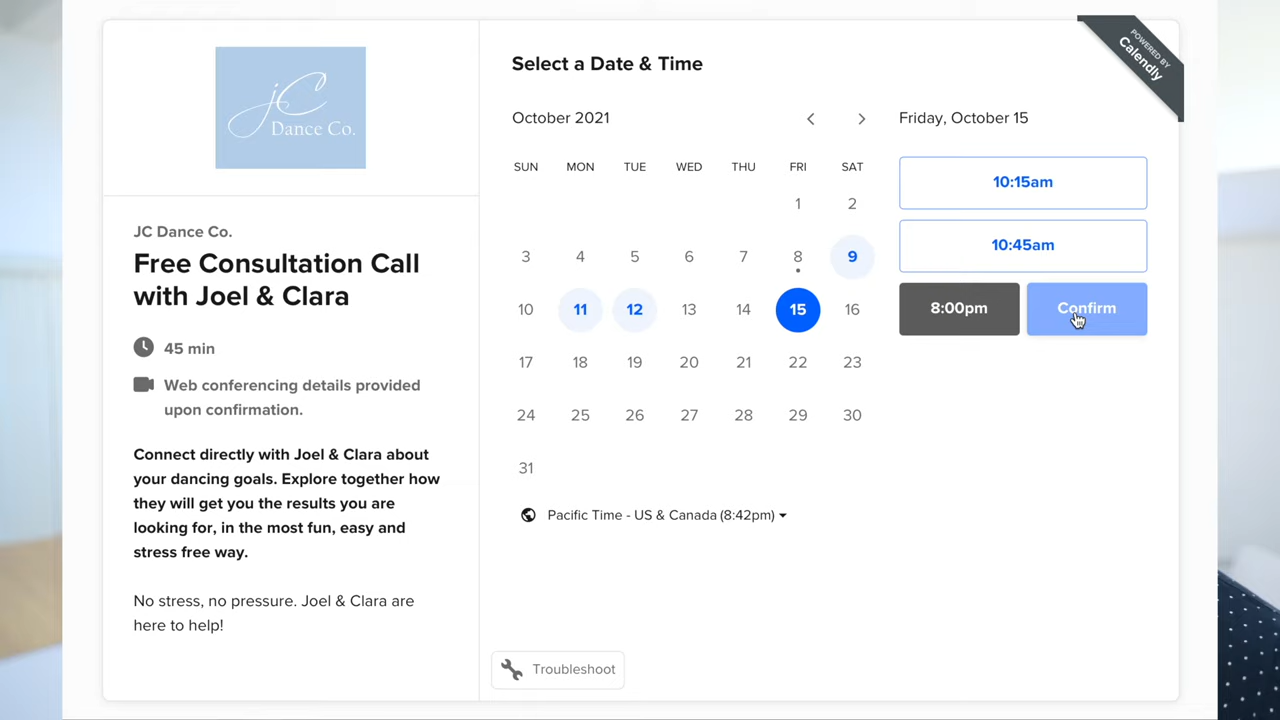 jC
Dance Co.
JC Dance Co.
Free Consultation Call
with Joel & Clara
45 min
Web conferencing details provided
upon confirmation.
Connect directly with Joel & Clara about
your dancing goals. Explore together how
they will get you the results you are
looking for, in the most fun, easy and
stress free way.
No stress, no pressure. Joel & Clara are
here to help!
Select a Date & Time
October 2021
SUN MON TUE WED THU FRI SAT
1 2
3 4 5 6 7 8 9
10 11 12 13 14 15 16
17 18 19 20 21 22 23
24 25 26 27 28 29 30
31
Pacific Time - US & Canada (8:42pm)
Troubleshoot
Friday, October 15
10:15am
10:45am
8:00pm Confirm
POWERED BY
Calendly